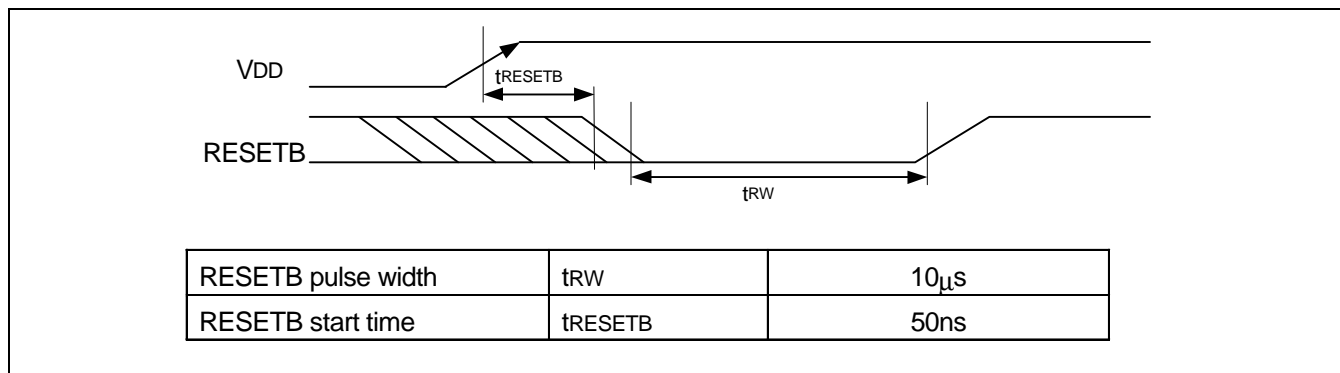 VDD
tRESETB
RESETB
tRW
RESETB pulse width tRW 10μs
RESETB start time tRESETB 50ns